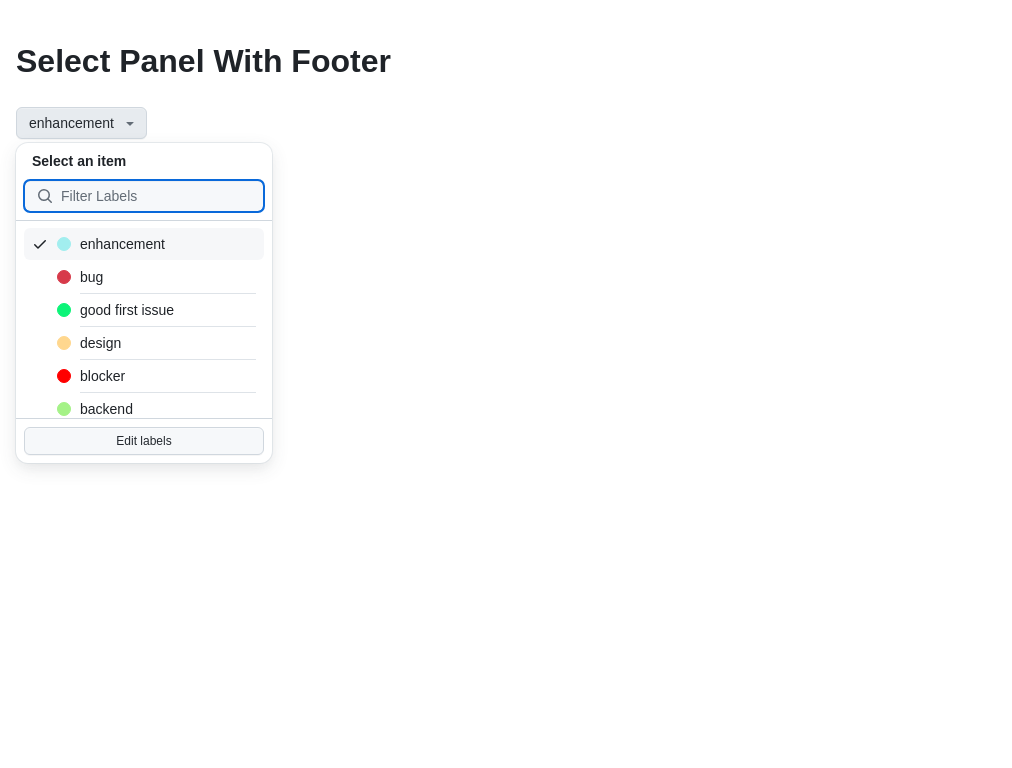 Select Panel With Footer
enhancement
Select an item
Filter Labels
enhancement
bug
good first issue
design
blocker
backend
Edit labels